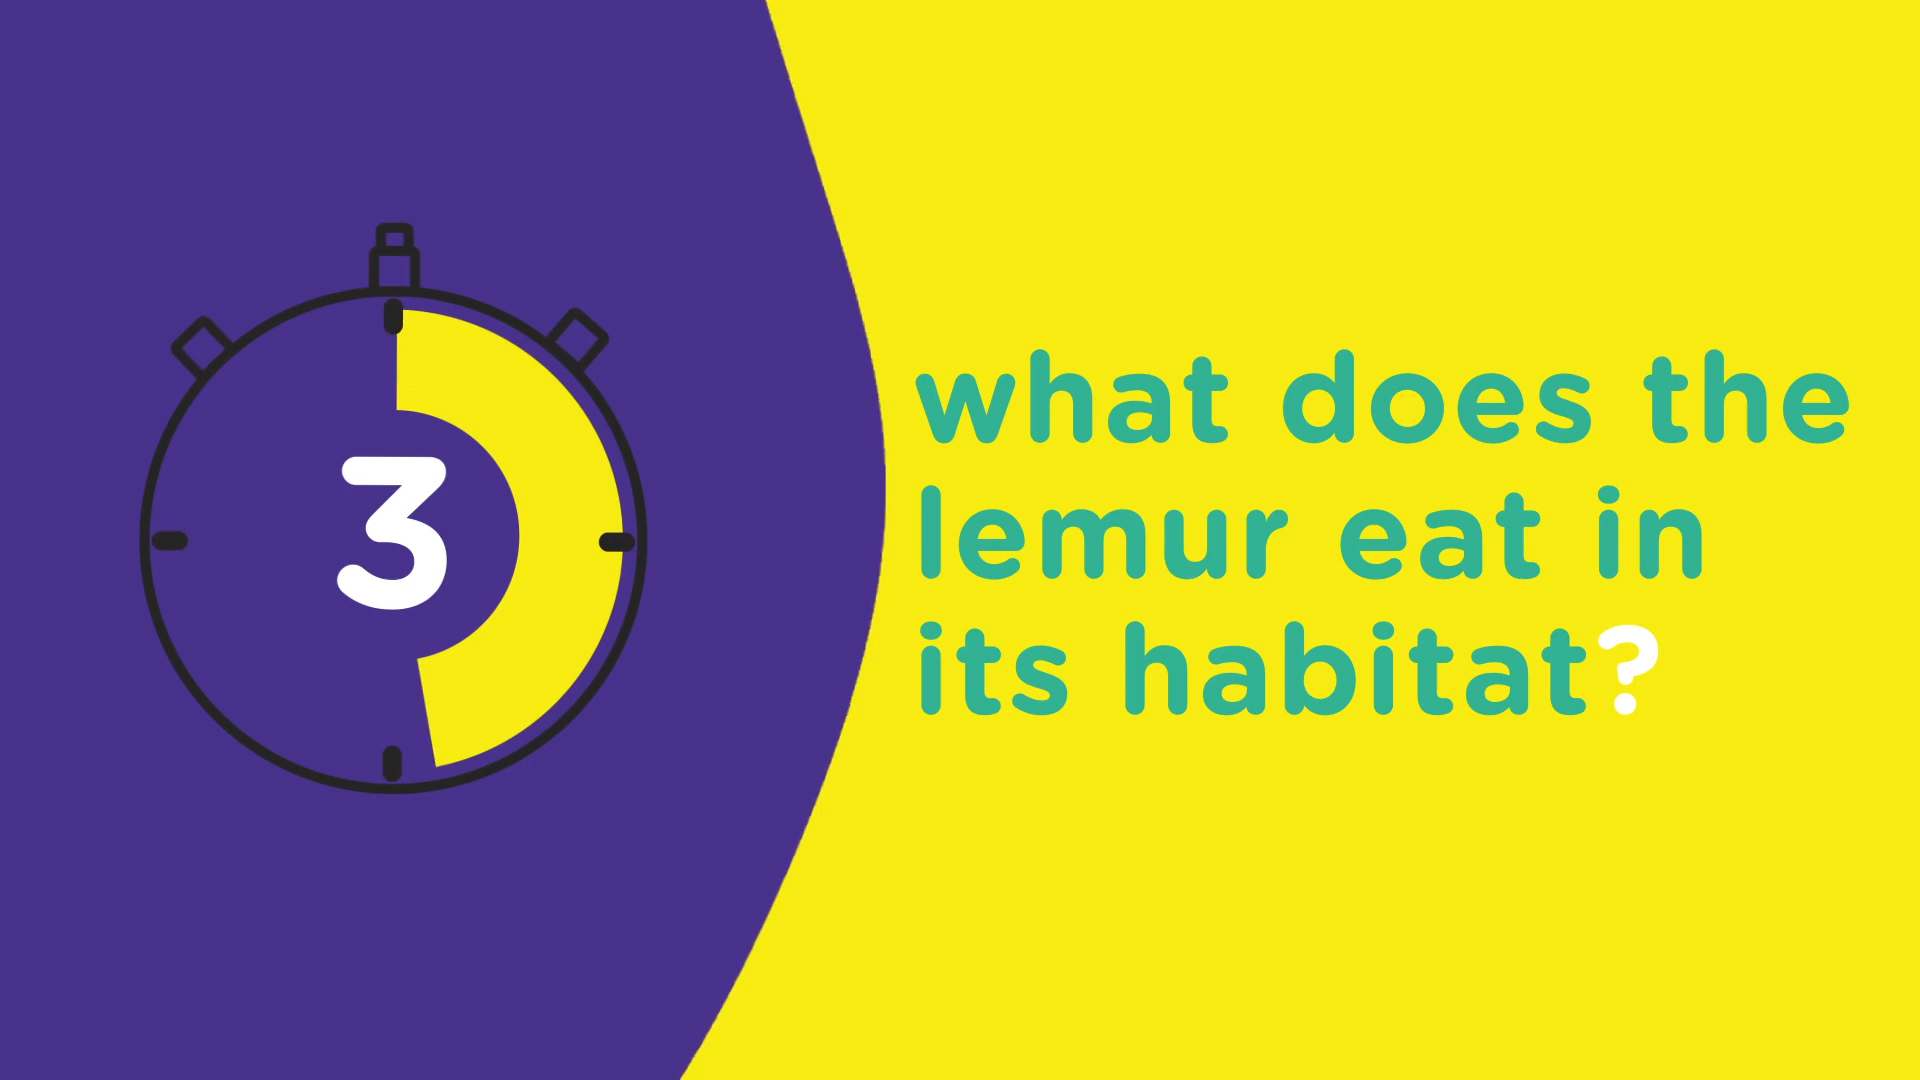 3
what does the
lemur eat in
its habitat?